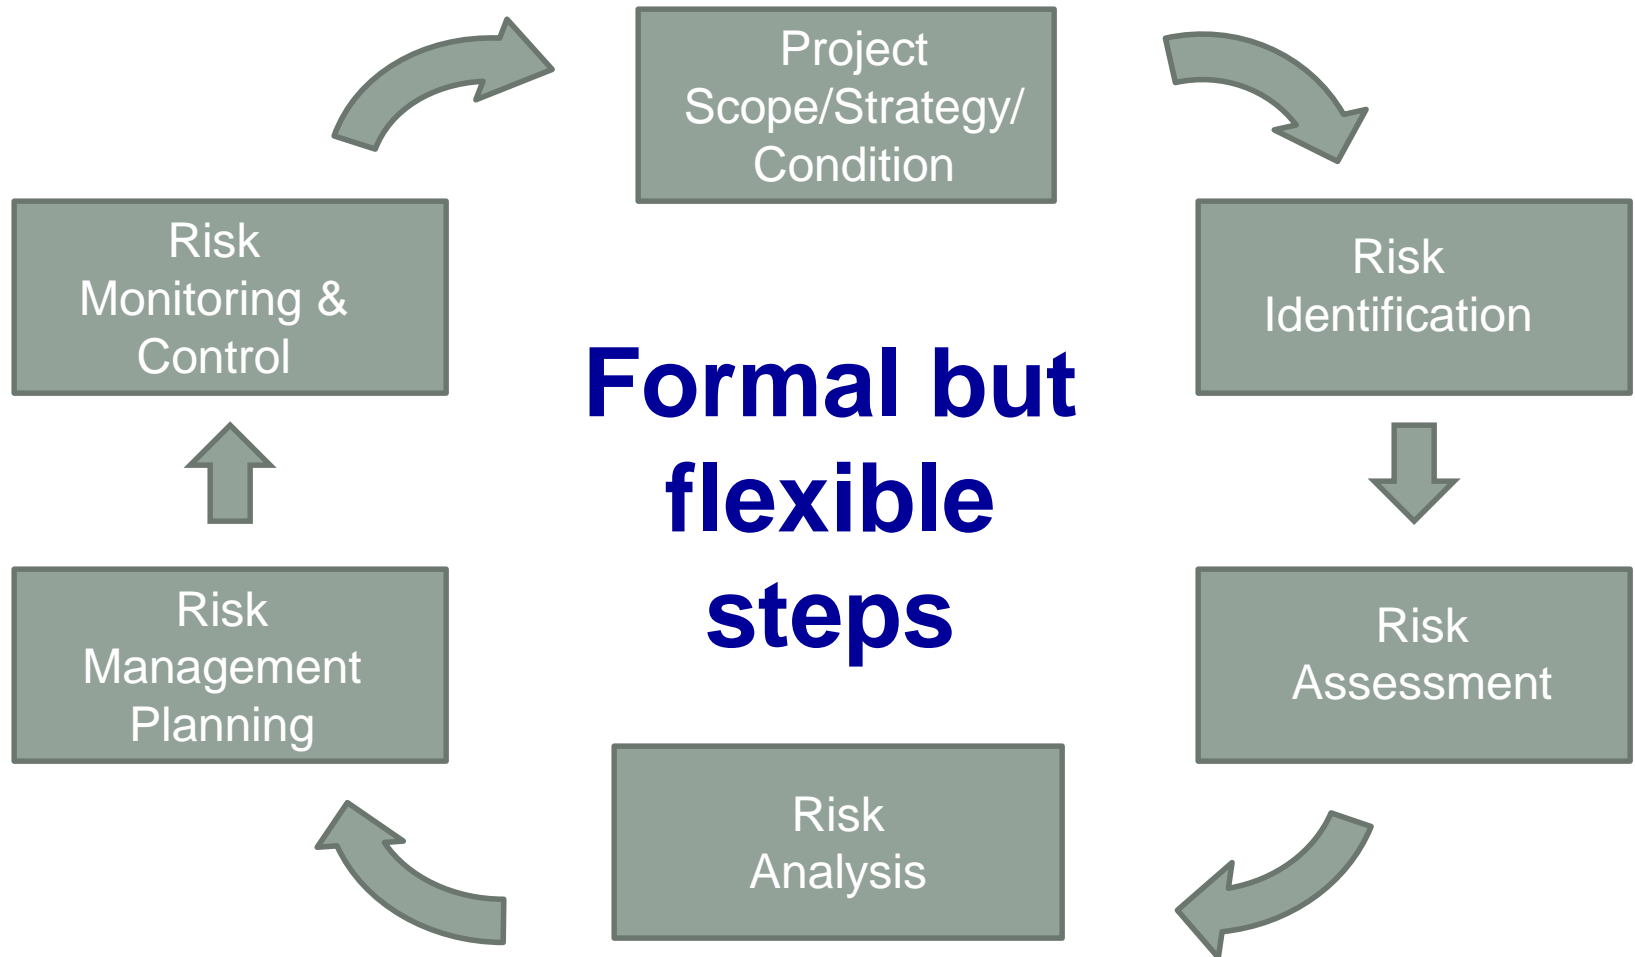 Project
Scope/Strategy/
Condition
Risk
Identification
Risk
Assessment
Risk
Analysis
Risk
Management
Planning
Risk
Monitoring &
Control
Formal but
flexible
steps